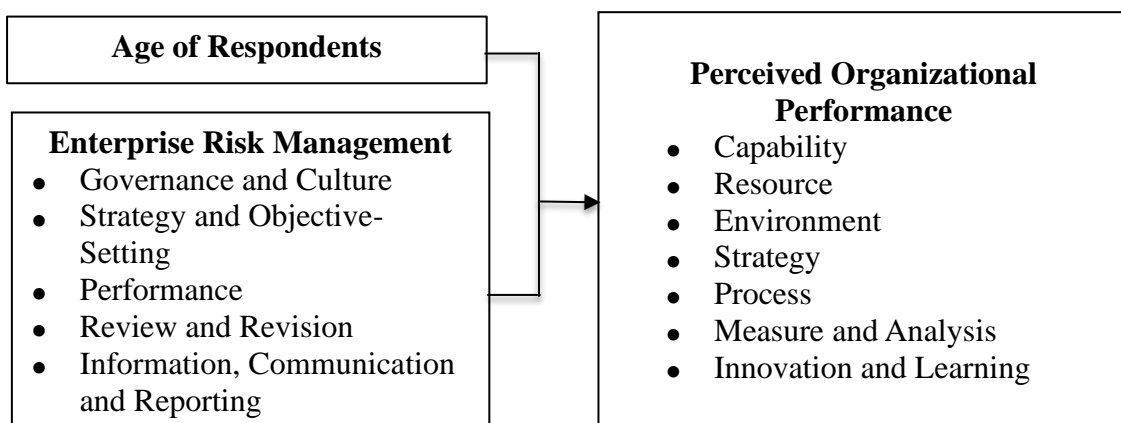 Age of Respondents
Enterprise Risk Management
● Governance and Culture
● Strategy and Objective-
Setting
● Performance
● Review and Revision
● Information, Communication
and Reporting
Perceived Organizational
Performance
● Capability
● Resource
● Environment
● Strategy
● Process
● Measure and Analysis
● Innovation and Learning